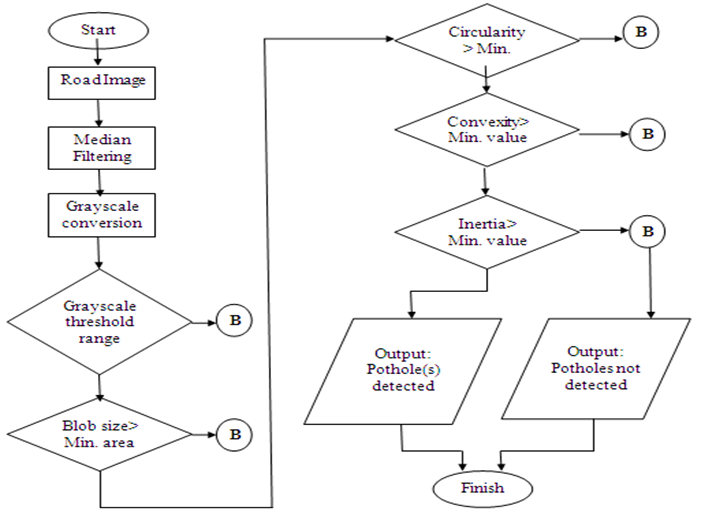 Start
Road Image
Median
Filtering
Grayscale
conversion
Grayscale
threshold
range
B
Blob size>
Min. area
B
Circularity
> Min.
B
Convexity>
Min. value
B
Inertia>
Min. value
B
Output:
Pothole(s)
detected
Output:
Potholes not
detected
Finish